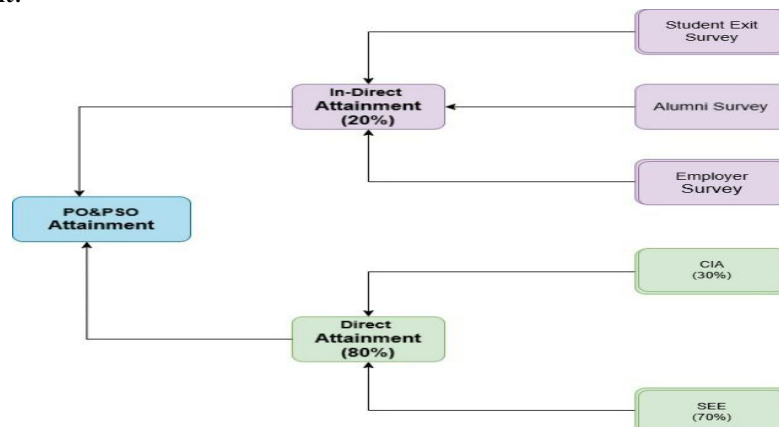 Student Exit
Survey
In-Direct
Attainment
(20%)
Alumni Survey
Employer
Survey
PO&PSO
Attainment
CIA
(30%)
Direct
Attainment
(80%)
SEE
(70%)